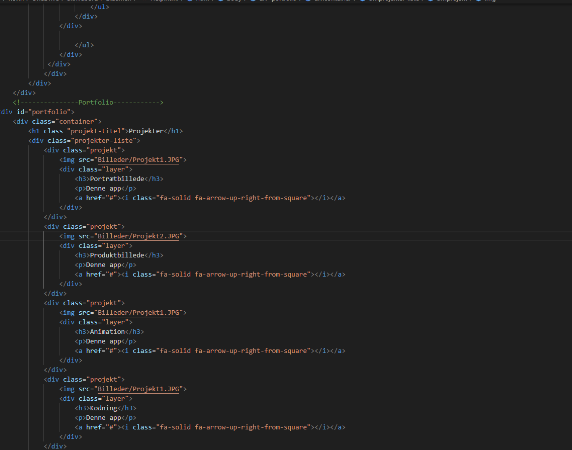 </ul>
</div>
</div>
</ol>
</div>
</div>
</div>
</div>
</div>
<!---------------Portfolio------------>
div id="portfolio">
<div class="container">
<h1 class="projekt-titel">Projekter</h1>
<div class="projekter-liste">
<div class="projekt">
<img src="Billeder/Projekt1.JPG">
<div class="layer">
<h3>Portrætbillede</h3>
<p>Denne app</p>
<a href="#"><i class="fa-solid fa-arrow-up-right-from-square"></i></a>
</div>
</div>
<div class="projekt">
<img src="Billeder/Projekt2.JPG">
<div class="layer">
<h3>Produktbillede</h3>
<p>Denne app</p>
<a href="#"><i class="fa-solid fa-arrow-up-right-from-square"></i></a>
</div>
</div>
<div class="projekt">
<img src="Billeder/Projekt1.JPG">
<div class="layer">
<h3>Animation</h3>
<p>Denne app</p>
<a href="#"><i class="fa-solid fa-arrow-up-right-from-square"></i></a>
</div>
</div>
<div class="projekt">
<img src="Billeder/Projekt1.JPG">
<div class="layer">
<h3>Kodning</h3>
<p>Denne app</p>
<a href="#"><i class="fa-solid fa-arrow-up-right-from-square"></i></a>
</div>
</div>